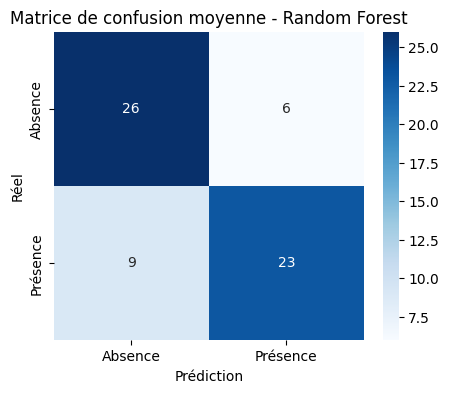 Matrice de confusion moyenne - Random Forest
Absence
Présence
Réel
26
6
9
23
Absence
Présence
Prédiction
25.0
22.5
20.0
17.5
15.0
12.5
10.0
7.5